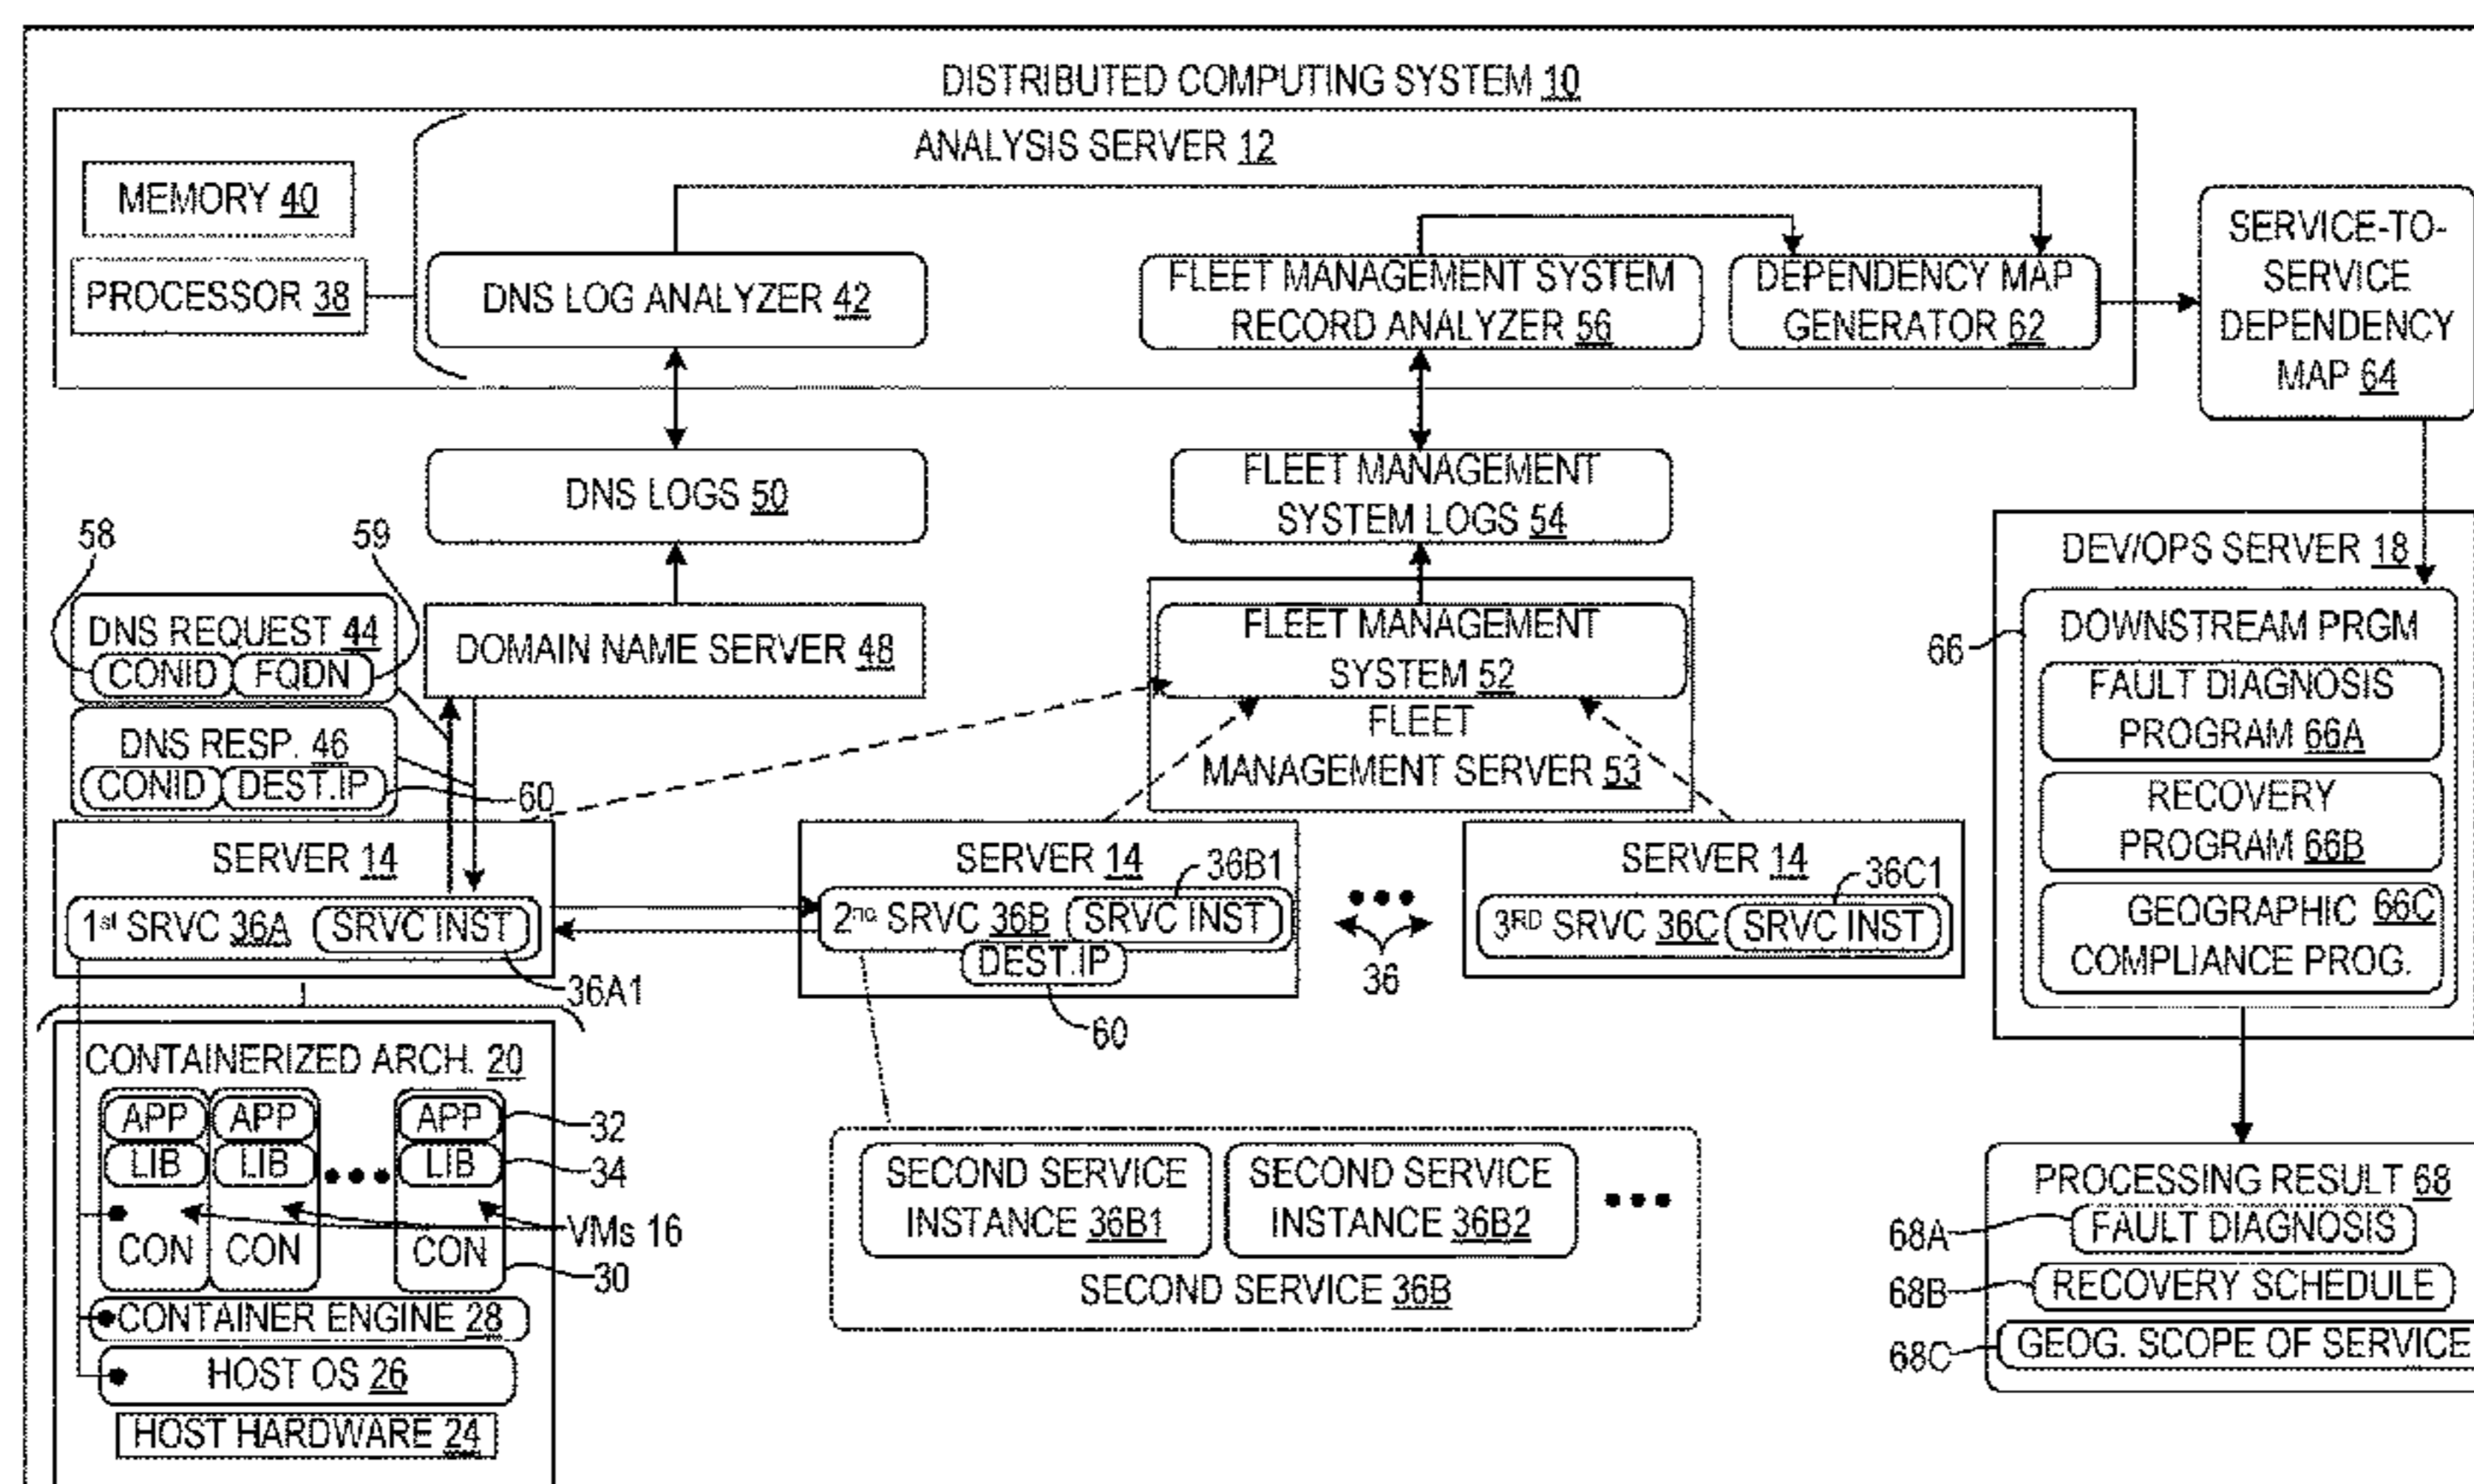 DISTRIBUTED COMPUTING SYSTEM 10
ANALYSIS SERVER 12
MEMORY 40
PROCESSOR 38
DNS LOG ANALYZER 42
FLEET MANAGEMENT SYSTEM
RECORD ANALYZER 56
DEPENDENCY MAP
GENERATOR 62
SERVICE-TO-
SERVICE
DEPENDENCY
MAP 64
DNS LOGS 50
FLEET MANAGEMENT
SYSTEM LOGS 54
58
59
DNS REQUEST 44
CONID
FQDN
DNS RESP. 46
CONID
DEST.IP
60
DOMAIN NAME SERVER 48
FLEET MANAGEMENT
SYSTEM 52
FLEET
MANAGEMENT SERVER 53
DEV/OPS SERVER 18
66
DOWNSTREAM PRGM
FAULT DIAGNOSIS
PROGRAM 66A
RECOVERY
PROGRAM 66B
GEOGRAPHIC 66C
COMPLIANCE PROG.
SERVER 14
1st SRVC 36A
SRVC INST
36A1
SERVER 14
36B1
2nd SRVC 36B
SRVC INST
DEST.IP
60
36
SERVER 14
36C1
3RD SRVC 36C
SRVC INST
CONTAINERIZED ARCH. 20
APP
APP
APP
32
LIB
LIB
LIB
34
VMs 16
CON
CON
CON
30
CONTAINER ENGINE 28
HOST OS 26
HOST HARDWARE 24
SECOND SERVICE
INSTANCE 36B1
SECOND SERVICE
INSTANCE 36B2
SECOND SERVICE 36B
PROCESSING RESULT 68
68A
FAULT DIAGNOSIS
68B
RECOVERY SCHEDULE
68C
GEOG. SCOPE OF SERVICE